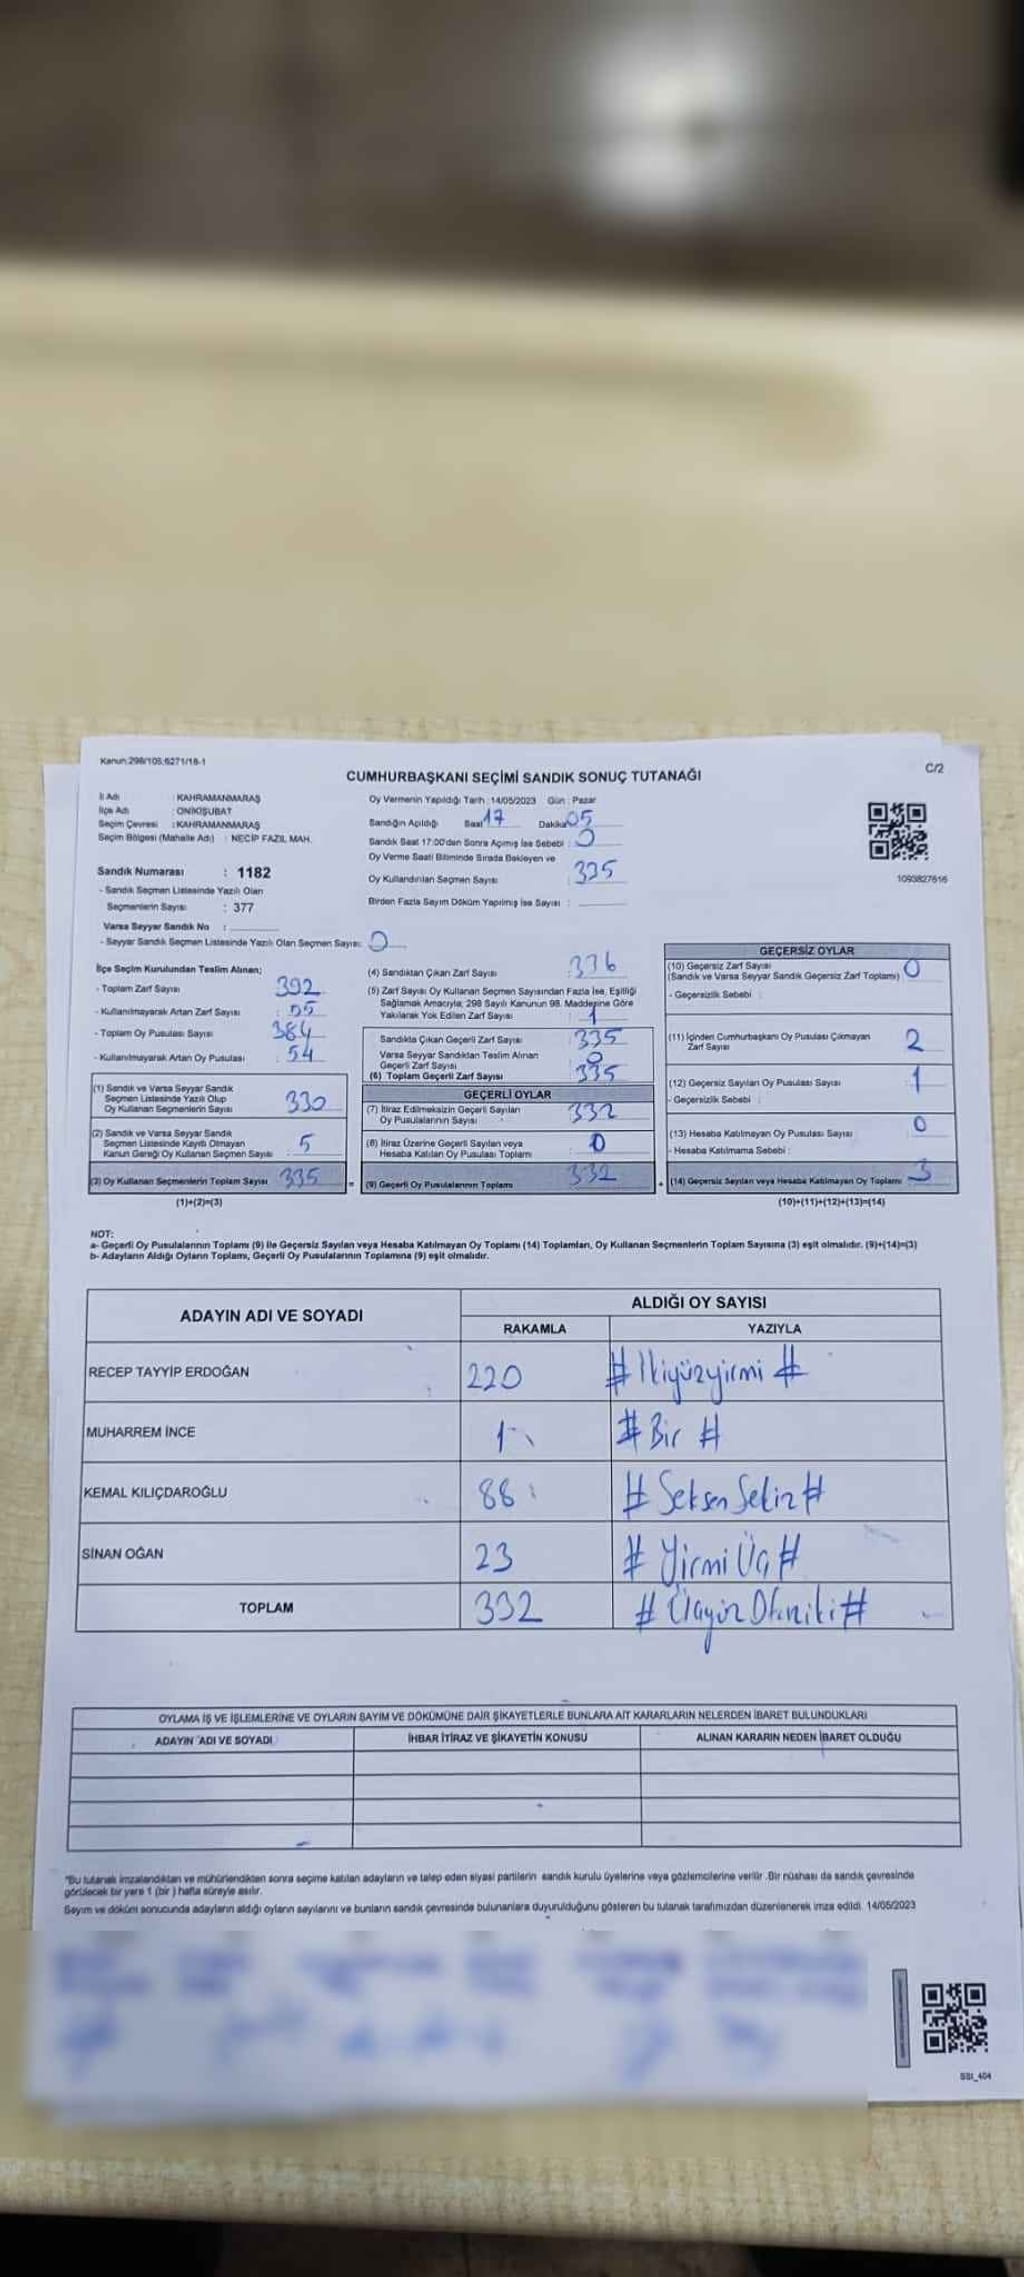 Kanun:298/105;6271/18-1
C/2
CUMHURBAŞKANI SEÇİMİ SANDIK SONUÇ TUTANAĞI
İl Adı : KAHRAMANMARAŞ
İlçe Adı : ONİKİŞUBAT
Seçim Çevresi : KAHRAMANMARAŞ
Seçim Bölgesi (Mahalle Adı) : NECİP FAZIL MAH.
Sandık Numarası : 1182
- Sandık Seçmen Listesinde Yazılı Olan
Seçmenlerin Sayısı : 377
Varsa Seyyar Sandık No :
- Seyyar Sandık Seçmen Listesinde Yazılı Olan Seçmen Sayısı: 0
Oy Vermenin Yapıldığı Tarih : 14/05/2023 Gün : Pazar
Sandığın Açıldığı Saat 17 Dakika 05
Sandık Saat 17:00'dan Sonra Açımış İse Sebebi : 0
Oy Verme Saati Bitiminde Sırada Bekleyen ve
Oy Kullandırılan Seçmen Sayısı : 335
Birden Fazla Sayım Döküm Yapılmış İse Sayısı :
1093827616
İlçe Seçim Kurulundan Teslim Alınan;
- Toplam Zarf Sayısı : 392
- Kullanılmayarak Artan Zarf Sayısı : 55
- Toplam Oy Pusulası Sayısı : 384
- Kullanılmayarak Artan Oy Pusulası : 54
(1) Sandık ve Varsa Seyyar Sandık
Seçmen Listesinde Yazılı Olup
Oy Kullanan Seçmenlerin Sayısı 330
(2) Sandık ve Varsa Seyyar Sandık
Seçmen Listesinde Kayıtlı Olmayan
Kanun Gereği Oy Kullanan Seçmen Sayısı : 5
(3) Oy Kullanan Seçmenlerin Toplam Sayısı 335
(1)+(2)=(3)
(4) Sandıktan Çıkan Zarf Sayısı : 336
(5) Zarf Sayısı Oy Kullanan Seçmen Sayısından Fazla İse, Eşitliği
Sağlamak Amacıyla; 298 Sayılı Kanunun 98. Maddesine Göre
Yakılarak Yok Edilen Zarf Sayısı : 1
Sandıkta Çıkan Geçerli Zarf Sayısı : 335
Varsa Seyyar Sandıktan Teslim Alınan
Geçerli Zarf Sayısı : 0
(6) Toplam Geçerli Zarf Sayısı : 335
GEÇERLİ OYLAR
(7) İtiraz Edilmeksizin Geçerli Sayılan
Oy Pusulalarının Sayısı 332
(8) İtiraz Üzerine Geçerli Sayılan veya
Hesaba Katılan Oy Pusulası Toplamı : 0
= (9) Geçerli Oy Pusulalarının Toplamı 332
GEÇERSİZ OYLAR
(10) Geçersiz Zarf Sayısı : 0
(Sandık ve Varsa Seyyar Sandık Geçersiz Zarf Toplamı)
- Geçersizlik Sebebi :
(11) İçinden Cumhurbaşkanı Oy Pusulası Çıkmayan
Zarf Sayısı 2
(12) Geçersiz Sayılan Oy Pusulası Sayısı : 1
- Geçersizlik Sebebi :
(13) Hesaba Katılmayan Oy Pusulası Sayısı : 0
- Hesaba Katılmama Sebebi :
+ (14) Geçersiz Sayılan veya Hesaba Katılmayan Oy Toplamı 3
(10)+(11)+(12)+(13)=(14)
NOT:
a- Geçerli Oy Pusulalarının Toplamı (9) ile Geçersiz Sayılan veya Hesaba Katılmayan Oy Toplamı (14) Toplamları, Oy Kullanan Seçmenlerin Toplam Sayısına (3) eşit olmalıdır. (9)+(14)=(3)
b- Adayların Aldığı Oyların Toplamı, Geçerli Oy Pusulalarının Toplamına (9) eşit olmalıdır.
ADAYIN ADI VE SOYADI
ALDIĞI OY SAYISI
RAKAMLA YAZIYLA
RECEP TAYYİP ERDOĞAN 220 # İkiyüzyirmi #
MUHARREM İNCE 1 # Bir #
KEMAL KILIÇDAROĞLU 88 # Seksen Sekiz #
SİNAN OĞAN 23 # Yirmi Üç #
TOPLAM 332 # Üçyüz Otuziki #
OYLAMA İŞ VE İŞLEMLERİNE VE OYLARIN SAYIM VE DÖKÜMÜNE DAİR ŞİKAYETLERLE BUNLARA AİT KARARLARIN NELERDEN İBARET BULUNDUKLARI
ADAYIN ADI VE SOYADI İHBAR İTİRAZ VE ŞİKAYETİN KONUSU ALINAN KARARIN NEDEN İBARET OLDUĞU
"Bu tutanak imzalandıktan ve mühürlendikten sonra seçime katılan adayların ve talep eden siyasi partilerin sandık kurulu üyelerine veya gözlemcilerine verilir. Bir nüshası da sandık çevresinde
görülecek bir yere 1 (bir) hafta süreyle asılır.
Sayım ve döküm sonucunda adayların aldığı oyların sayılarını ve bunların sandık çevresinde bulunanlara duyurulduğunu gösteren bu tutanak tarafımızdan düzenlenerek imza edildi. 14/05/2023
SSI_404